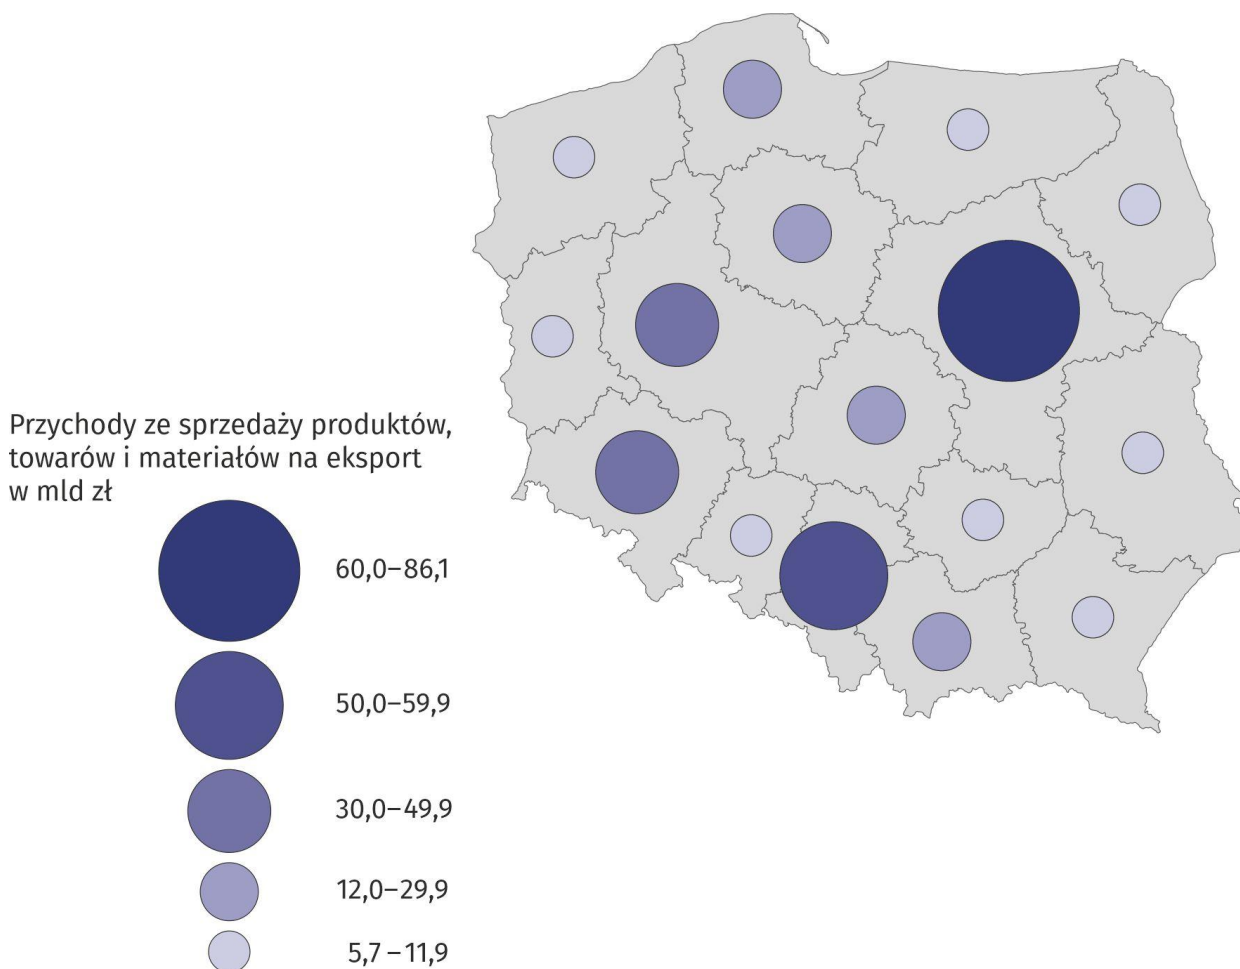 Przychody ze sprzedaży produktów,
towarów i materiałów na eksport
w mld zł
60,0–86,1
50,0–59,9
30,0–49,9
12,0–29,9
5,7–11,9